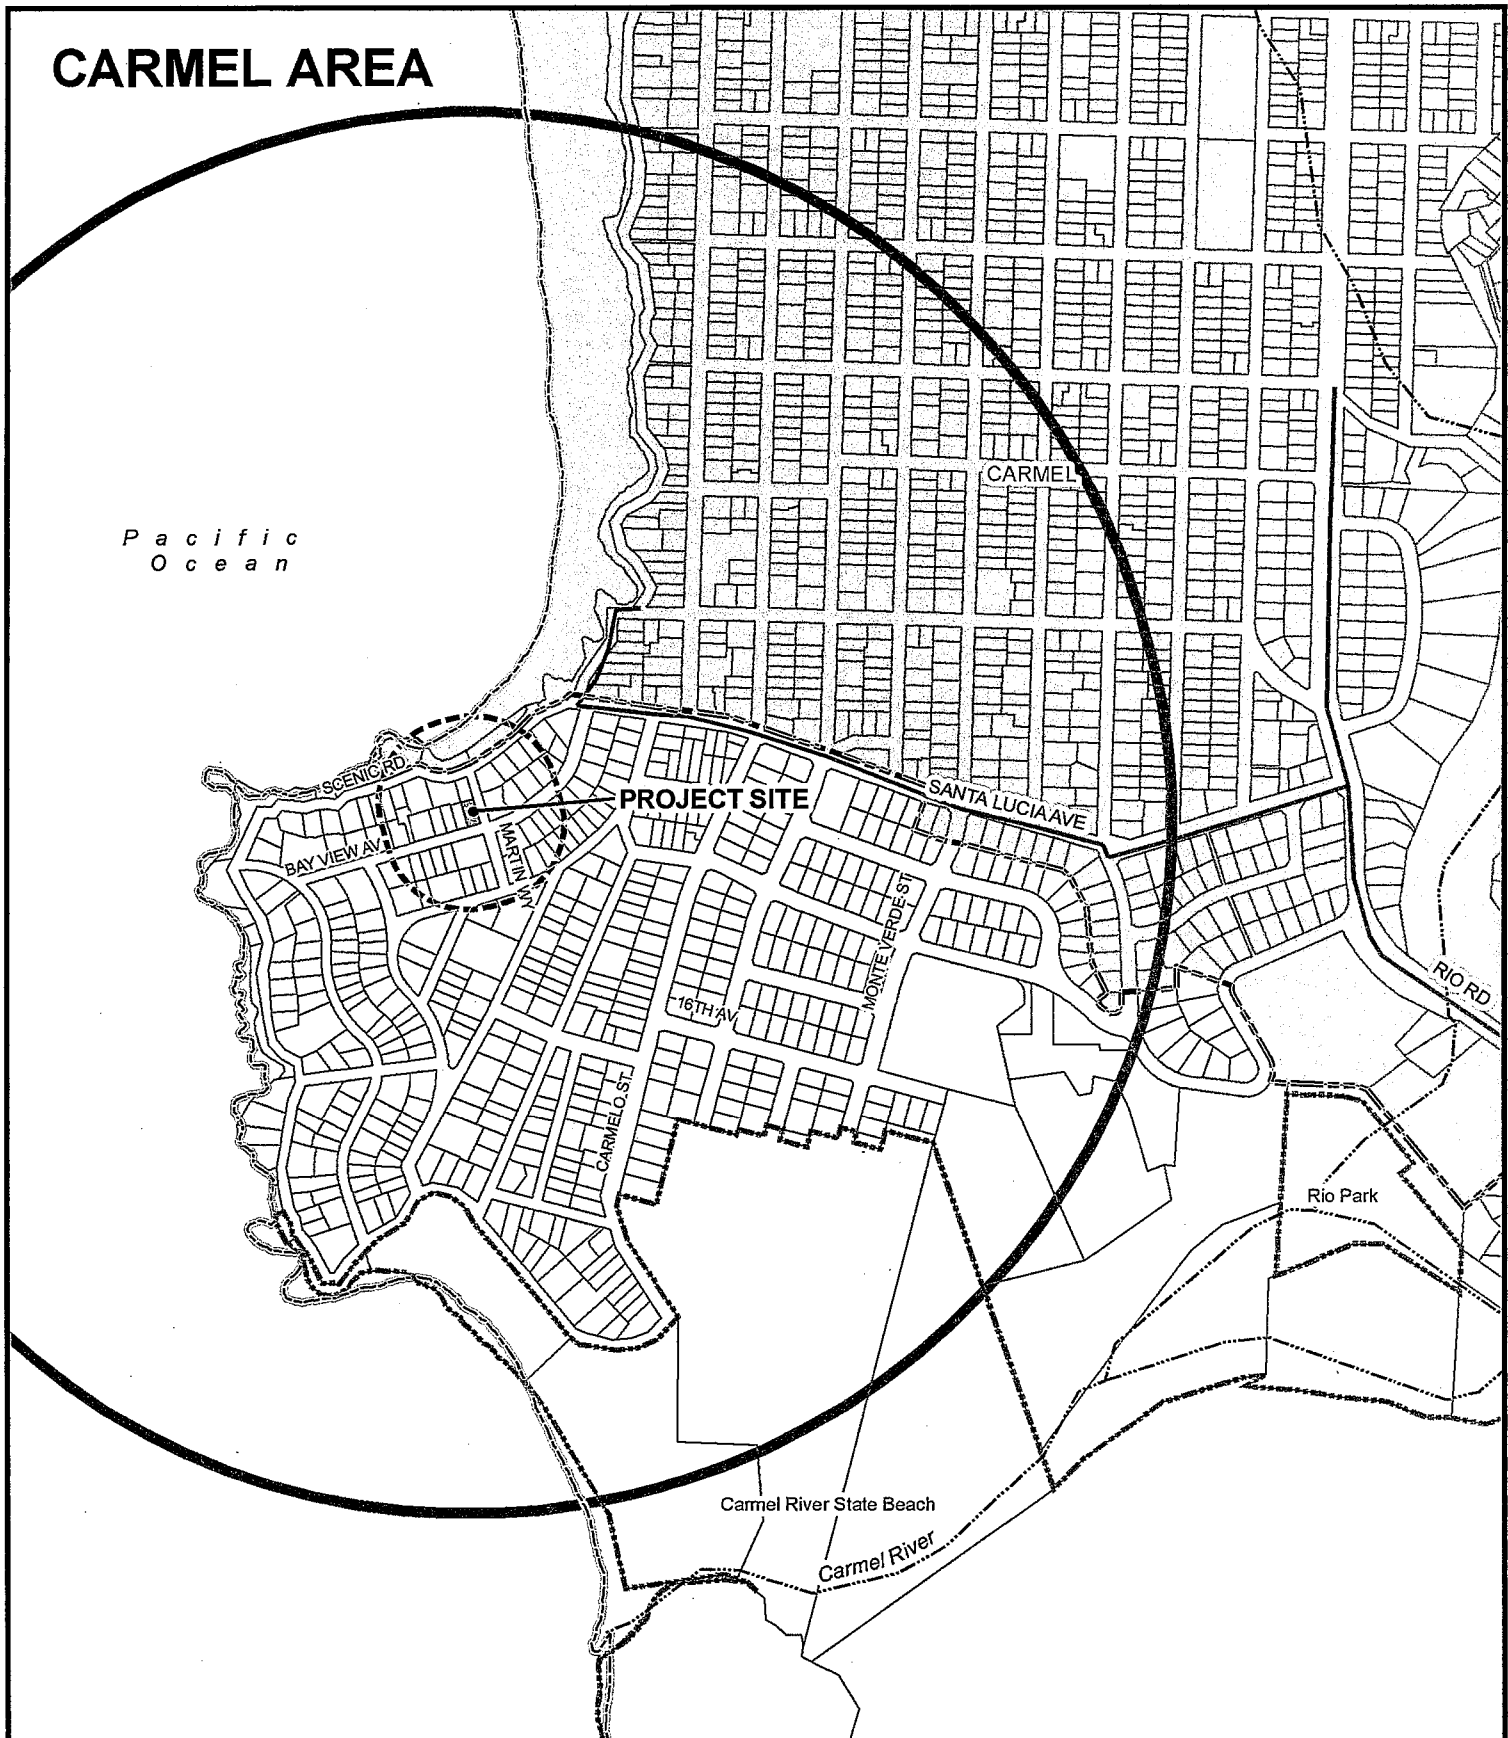 CARMEL AREA
CARMEL
Pacific
Ocean
SCENIC RD
PROJECT SITE
SANTA LUCIA AVE
BAY VIEW AV
MARTIN WY
MONTE VERDE ST
16TH AV
RIO RD
CARMELO ST
Rio Park
Carmel River State Beach
Carmel River